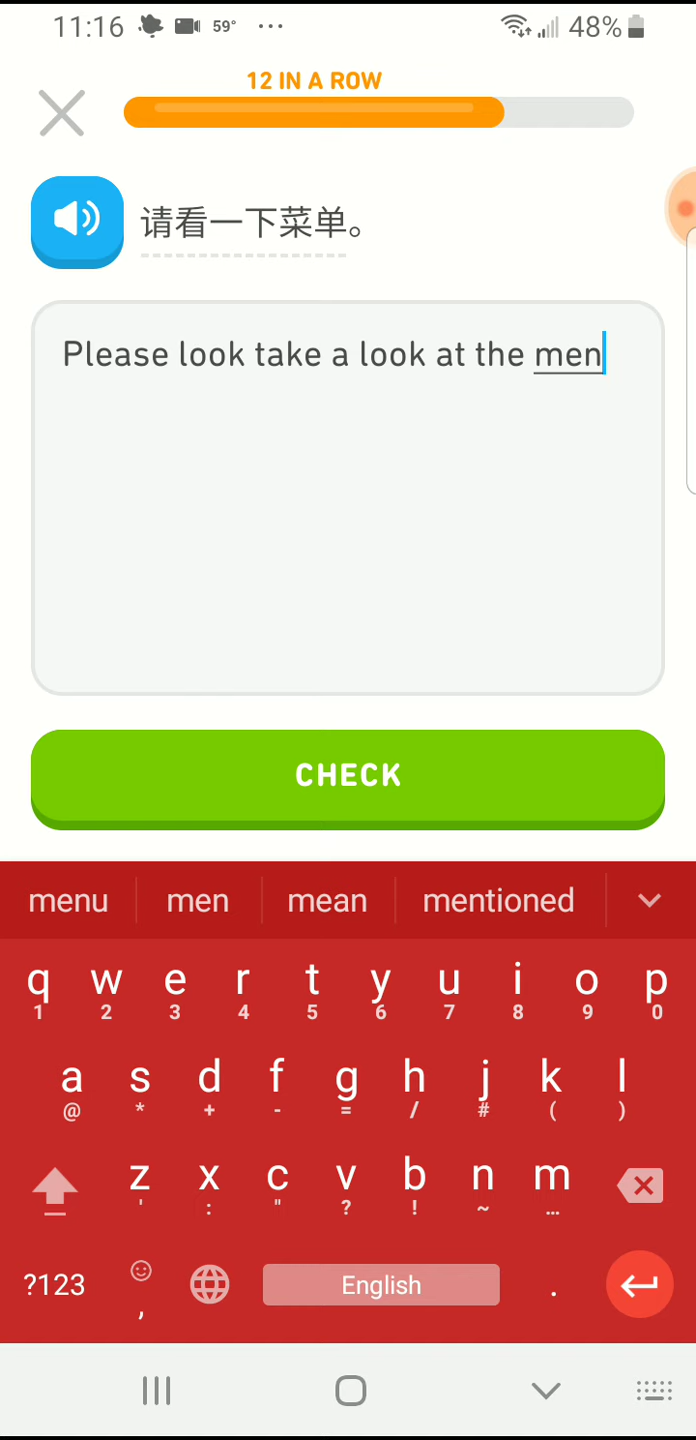 11:16 59° ... 48%
12 IN A ROW
请看一下菜单。
Please look take a look at the men
CHECK
menu men mean mentioned
q w e r t y u i o p
1 2 3 4 5 6 7 8 9 0
a s d f g h j k l
@ * + - = / # ( )
z x c v b n m
' : " ? ! ~ ...
?123 , English .